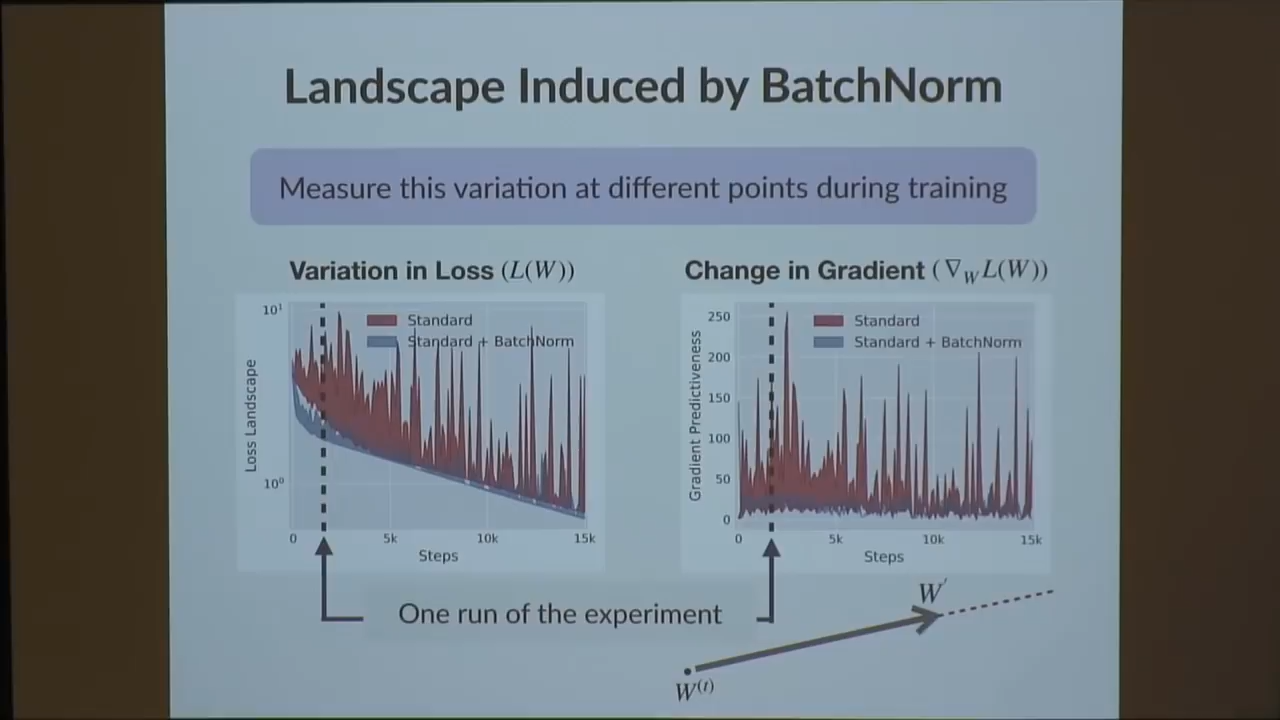 Landscape Induced by BatchNorm
Measure this variation at different points during training
Variation in Loss (L(W))
Change in Gradient (∇_W L(W))
10¹
10⁰
Loss Landscape
Standard
Standard + BatchNorm
0 5k 10k 15k
Steps
250
200
150
100
50
0
Gradient Predictiveness
Standard
Standard + BatchNorm
0 5k 10k 15k
Steps
One run of the experiment
W′
W⁽ᵗ⁾